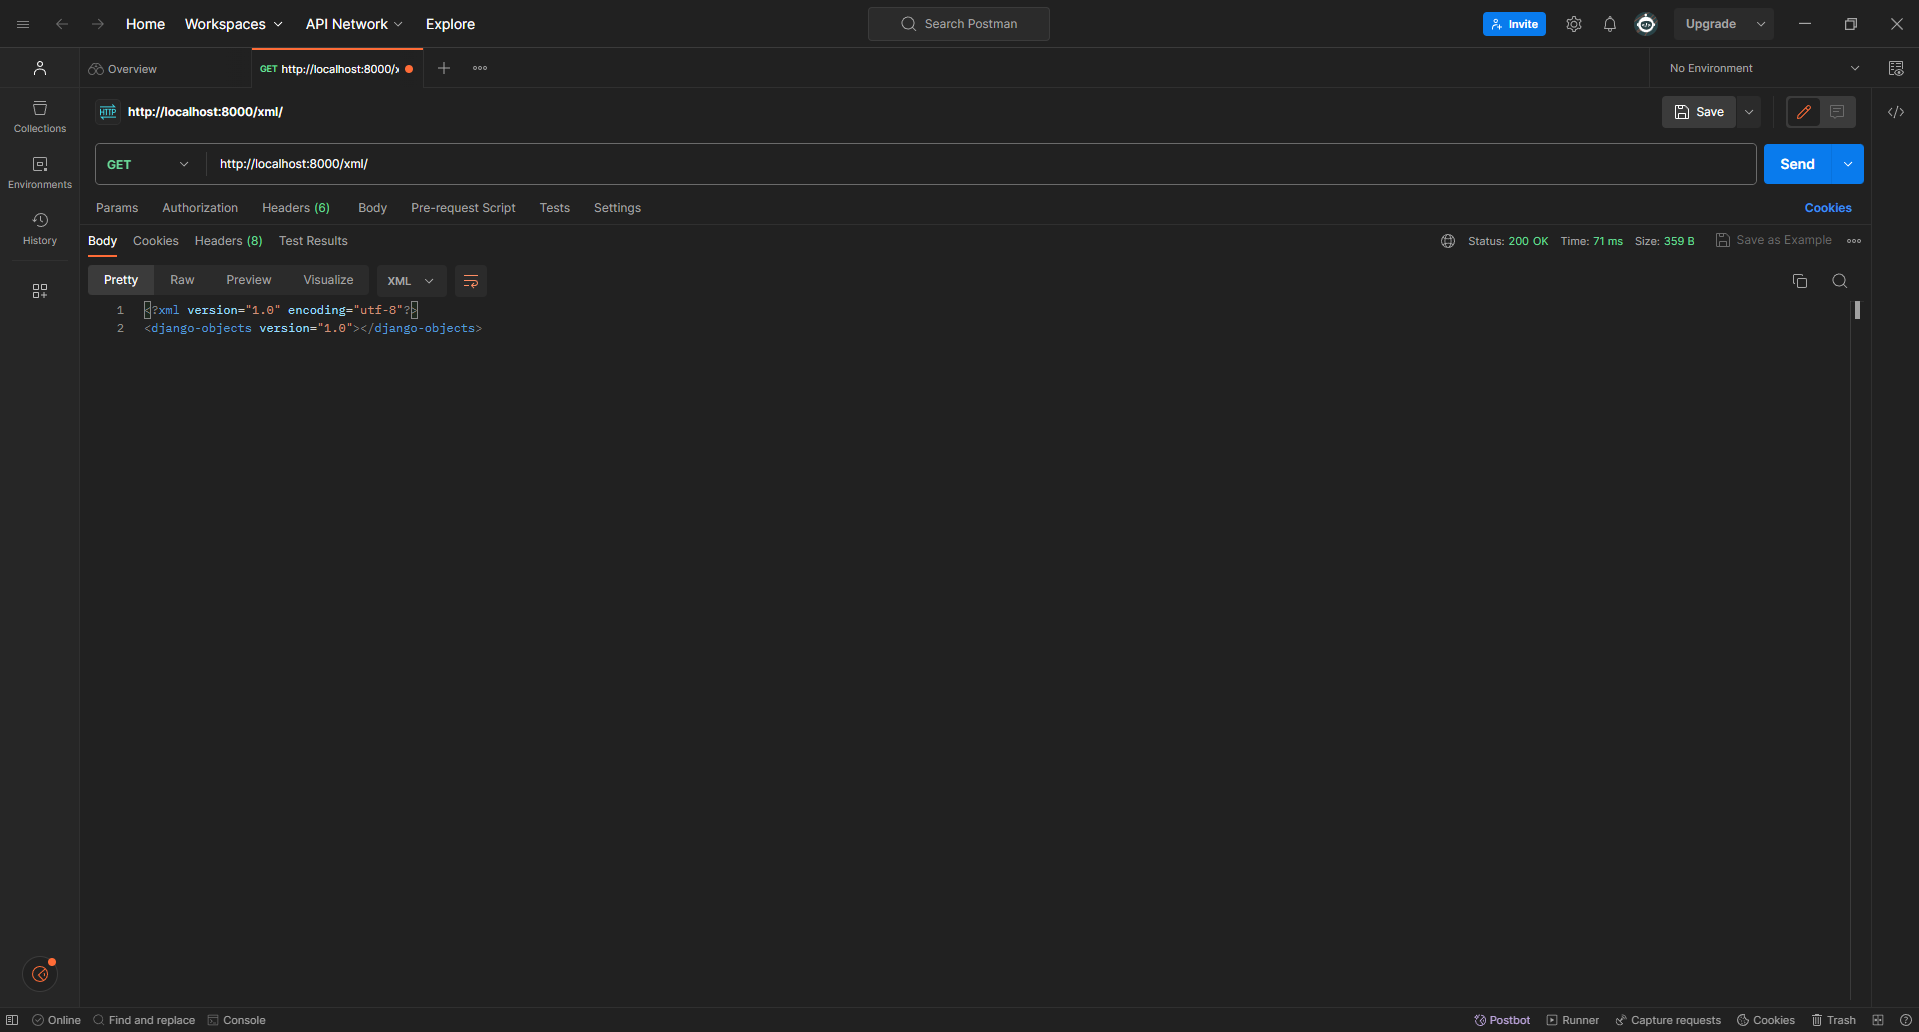 Home Workspaces API Network Explore Search Postman Invite Upgrade
Overview GET http://localhost:8000/x No Environment
HTTP http://localhost:8000/xml/ Save
Collections
GET http://localhost:8000/xml/ Send
Environments
Params Authorization Headers (6) Body Pre-request Script Tests Settings Cookies
History
Body Cookies Headers (8) Test Results Status: 200 OK Time: 71 ms Size: 359 B Save as Example
Pretty Raw Preview Visualize XML
1 <?xml version="1.0" encoding="utf-8"?>
2 <django-objects version="1.0"></django-objects>
Online Find and replace Console Postbot Runner Capture requests Cookies Trash